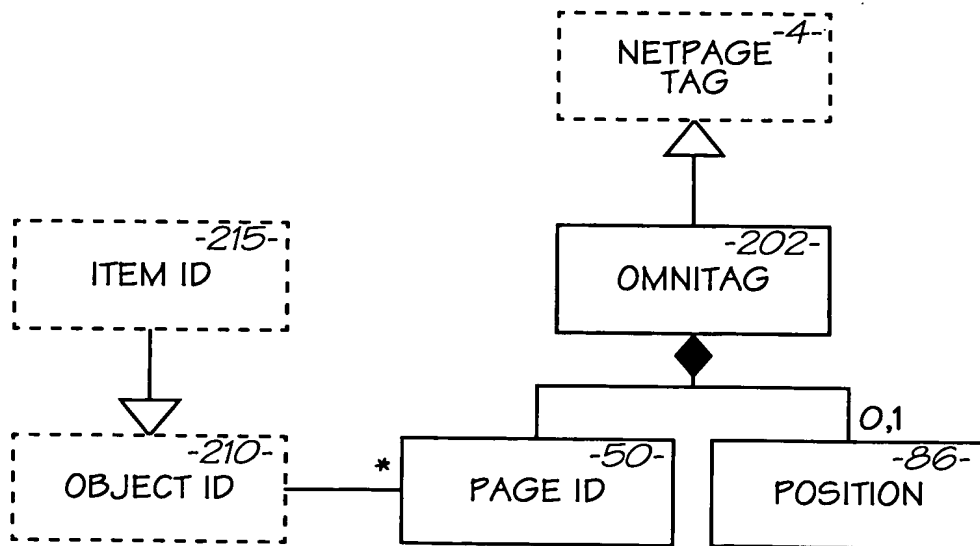 -4-
NETPAGE
TAG
-215-
ITEM ID
-202-
OMNITAG
0,1
-210-
OBJECT ID
*
-50-
PAGE ID
-86-
POSITION